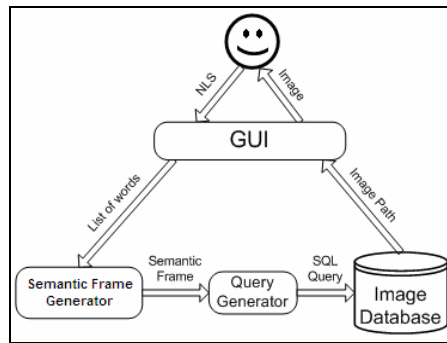 NLS
Image
GUI
List of words
Image Path
Semantic Frame
Generator
Semantic
Frame
Query
Generator
SQL
Query
Image
Database